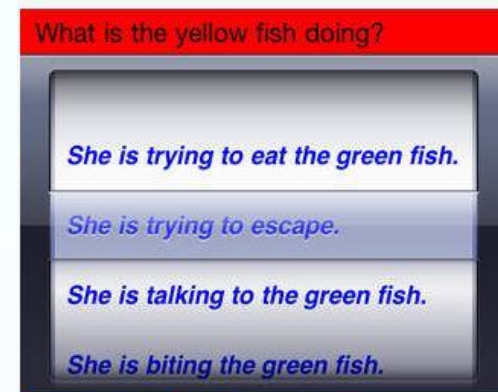 What is the yellow fish doing?
She is trying to eat the green fish.
She is trying to escape.
She is talking to the green fish.
She is biting the green fish.